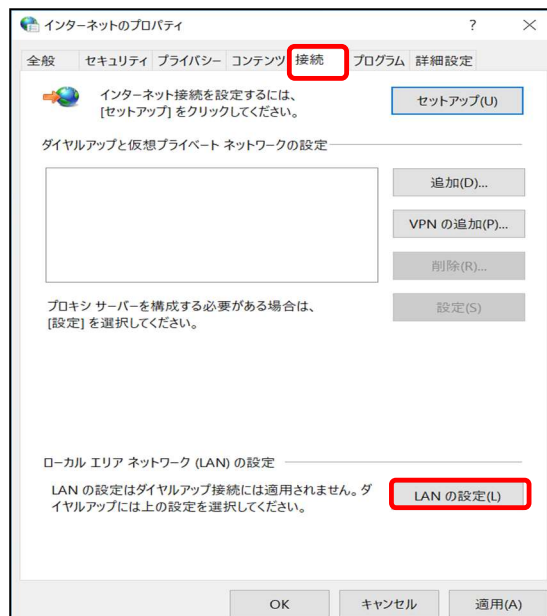 インターネットのプロパティ ? ×
全般 セキュリティ プライバシー コンテンツ 接続 プログラム 詳細設定
インターネット接続を設定するには、
[セットアップ] をクリックしてください。
セットアップ(U)
ダイヤルアップと仮想プライベート ネットワークの設定
追加(D)...
VPN の追加(P)...
削除(R)...
プロキシ サーバーを構成する必要がある場合は、
[設定] を選択してください。
設定(S)
ローカル エリア ネットワーク (LAN) の設定
LAN の設定はダイヤルアップ接続には適用されません。ダ
イヤルアップには上の設定を選択してください。
LAN の設定(L)
OK キャンセル 適用(A)